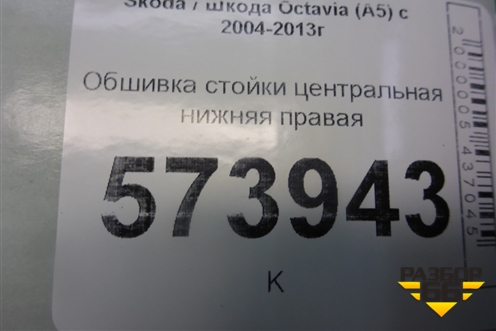 Skoda / Шкода Octavia (A5) с
2004-2013г
Обшивка стойки центральная
нижняя правая
573943
К
2000005437045
РАЗБОР
66